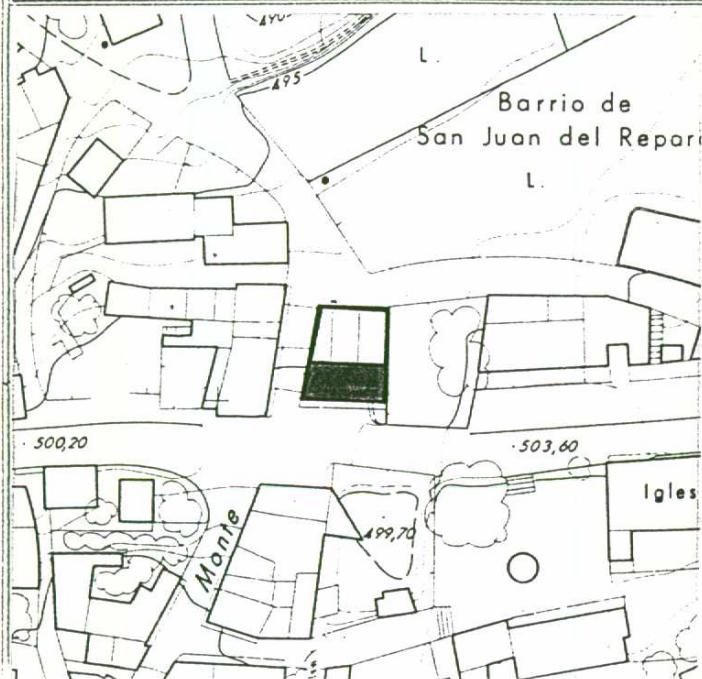 495
L.
Barrio de
San Juan del Repar
L.
500,20
503,60
Igles
Monte
499,70